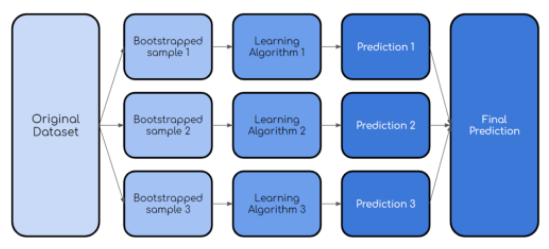 Original
Dataset
Bootstrapped
sample 1
Learning
Algorithm 1
Prediction 1
Bootstrapped
sample 2
Learning
Algorithm 2
Prediction 2
Bootstrapped
sample 3
Learning
Algorithm 3
Prediction 3
Final
Prediction